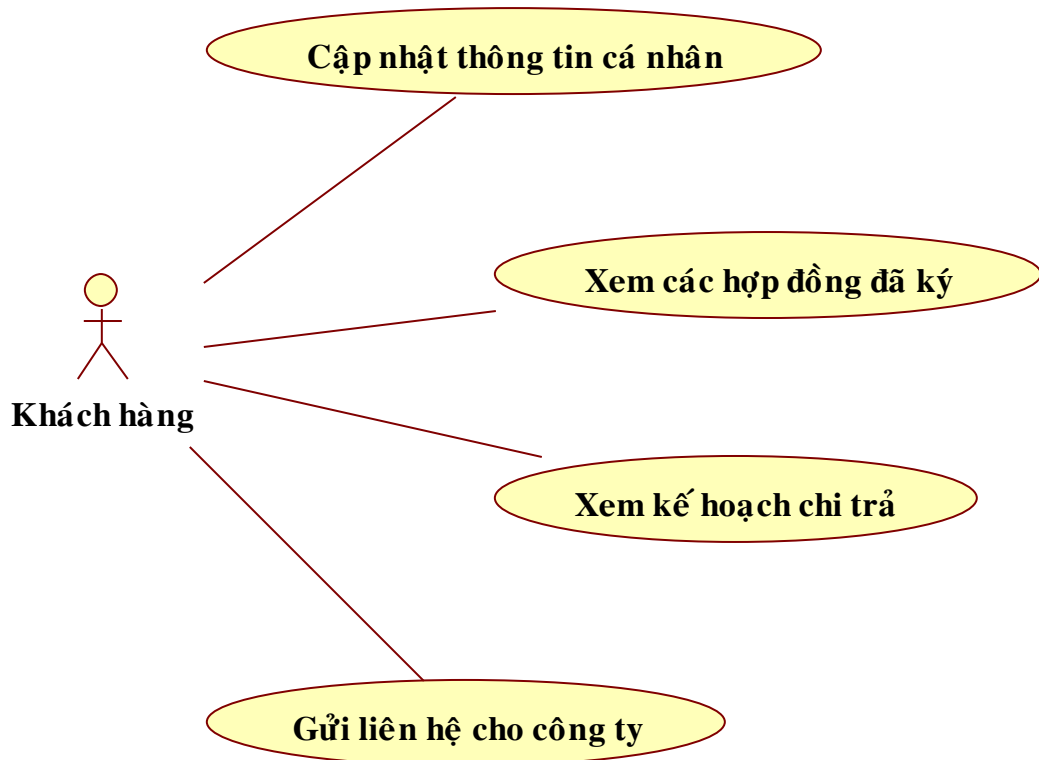 Cập nhật thông tin cá nhân
Xem các hợp đồng đã ký
Khách hàng
Xem kế hoạch chi trả
Gửi liên hệ cho công ty